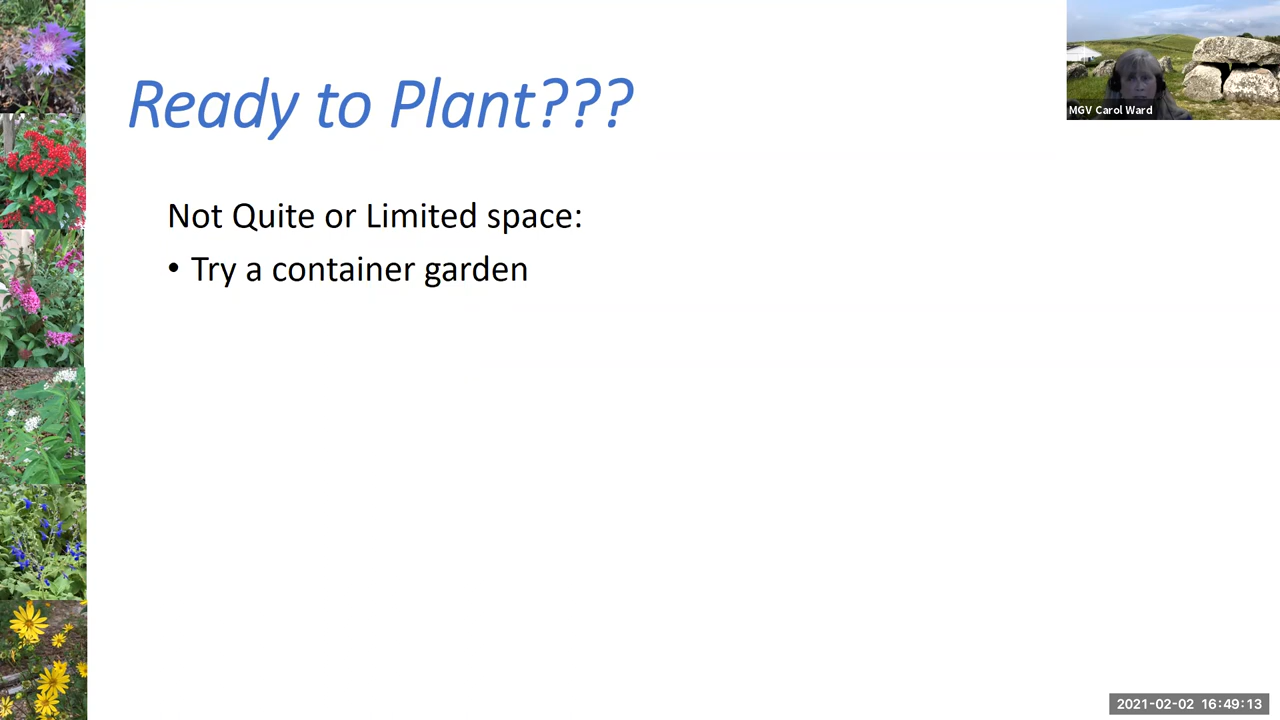 Ready to Plant???
MGV Carol Ward
Not Quite or Limited space:
• Try a container garden
2021-02-02 16:49:13